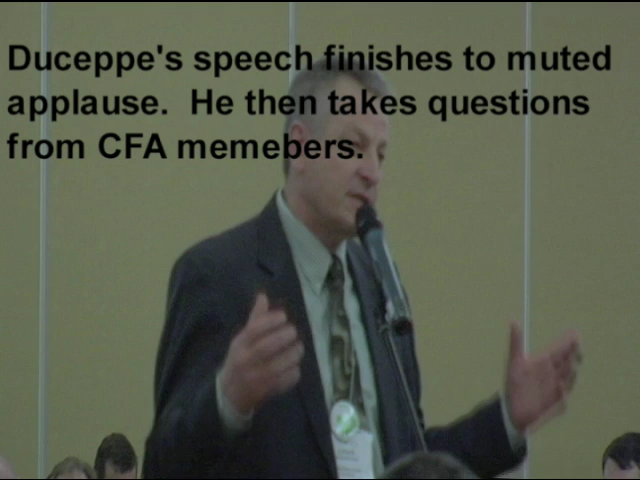 Duceppe's speech finishes to muted
applause.  He then takes questions
from CFA memebers.